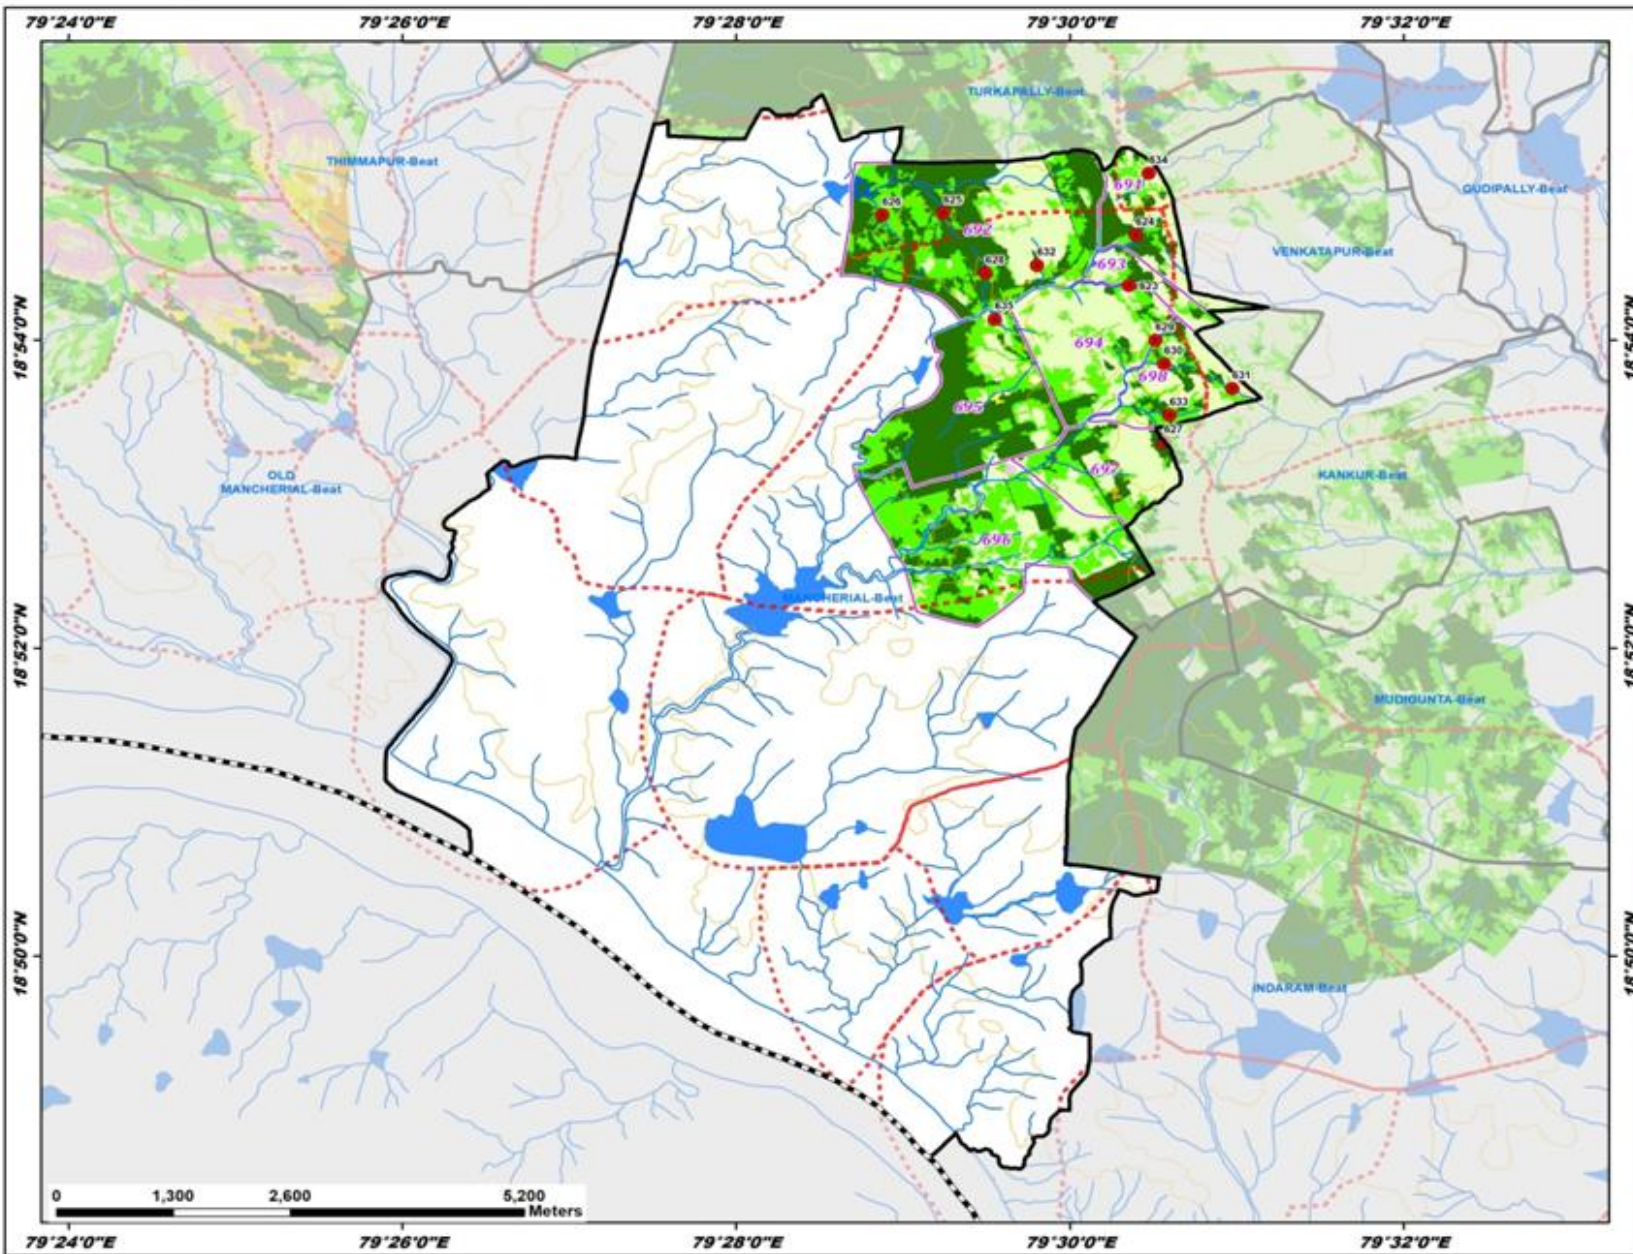 79°24'0"E 79°26'0"E 79°28'0"E 79°30'0"E 79°32'0"E
TURKAPALLY-Beat
THIMMAPUR-Beat
634
691
GUDIPALLY-Beat
626
625
692
624
VENKATAPUR-Beat
632
693
628
623
635
18°54'0"N
629
18°54'0"N
694
630
698
631
695
633
627
697
OLD
MANCHERIAL-Beat
KANKUR-Beat
696
MANCHERIAL-Beat
18°52'0"N
18°52'0"N
MUDIGUNTA-Beat
18°50'0"N
18°50'0"N
INDARAM-Beat
0 1,300 2,600 5,200
Meters
79°24'0"E 79°26'0"E 79°28'0"E 79°30'0"E 79°32'0"E